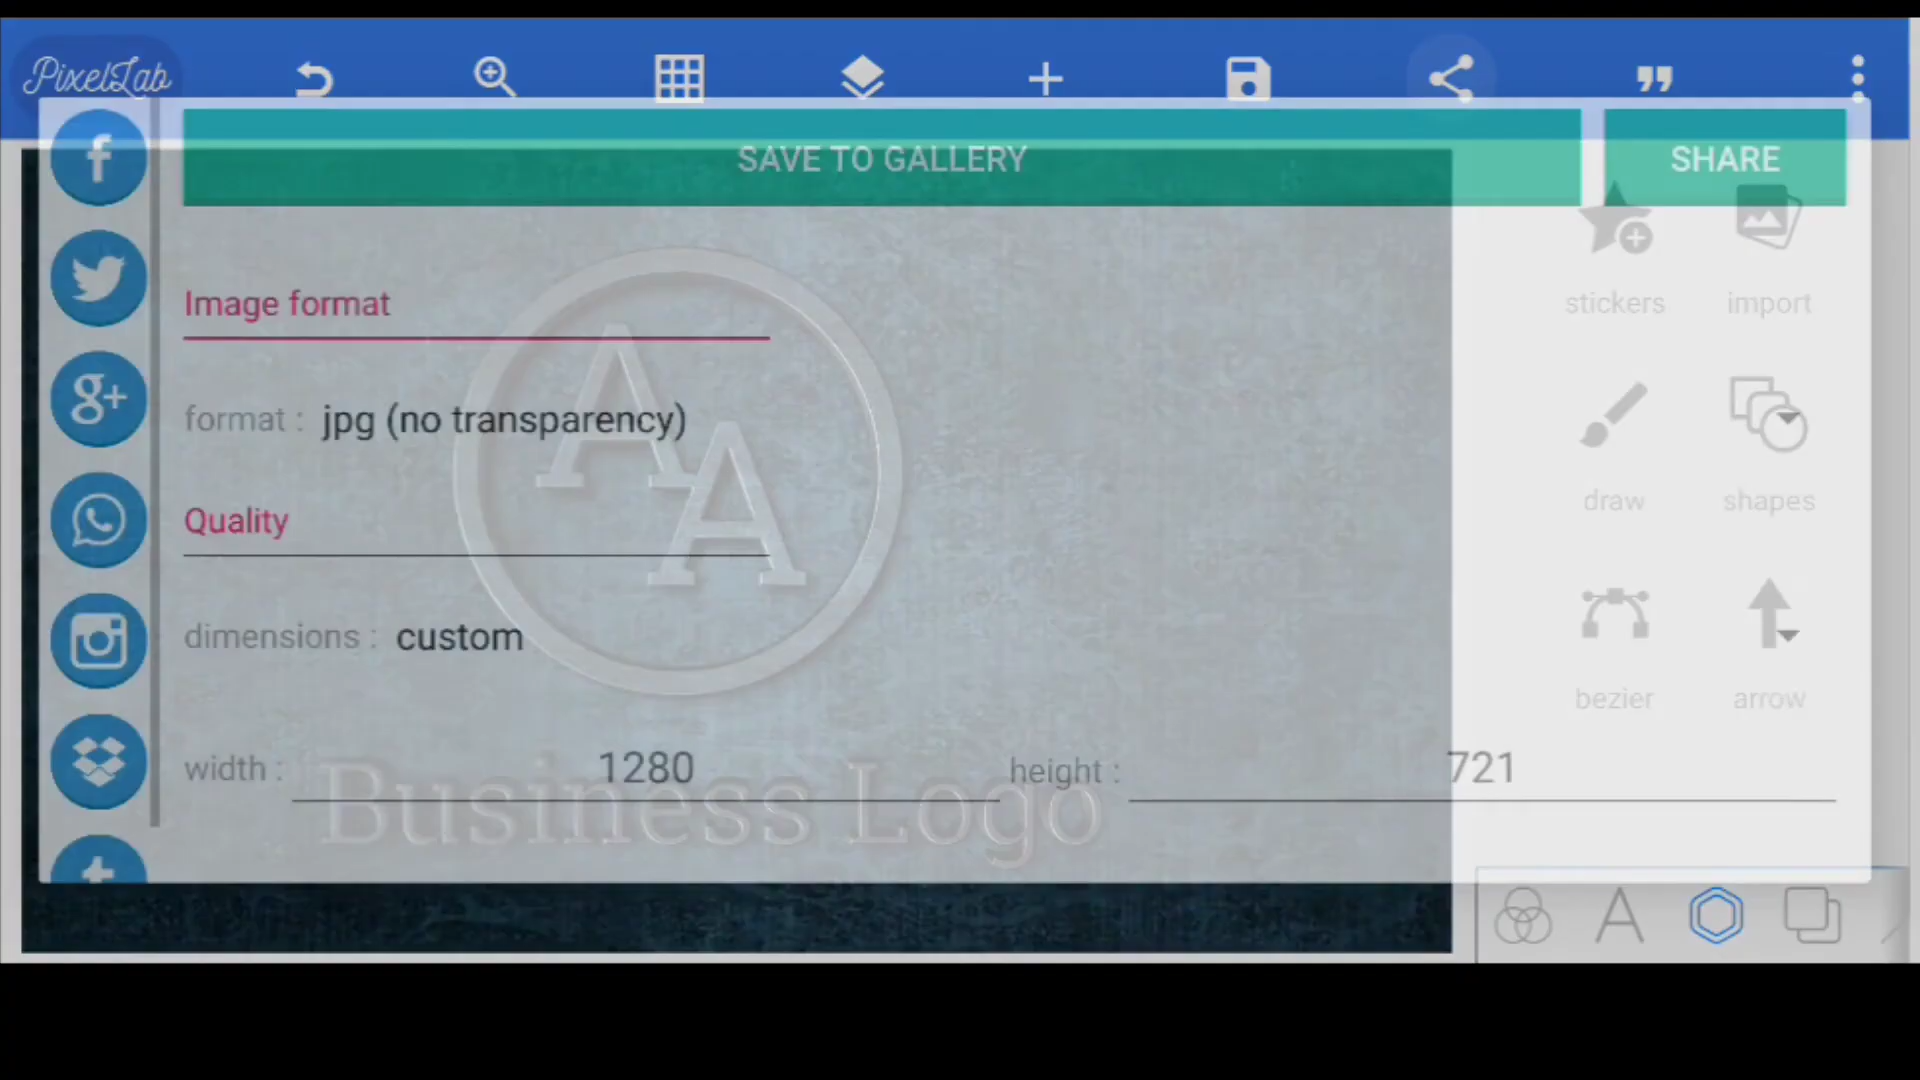 PixelLab
SAVE TO GALLERY
SHARE
Image format
stickers
import
format : jpg (no transparency)
A
A
draw
shapes
Quality
dimensions : custom
bezier
arrow
width : 1280
height : 721
Business Logo